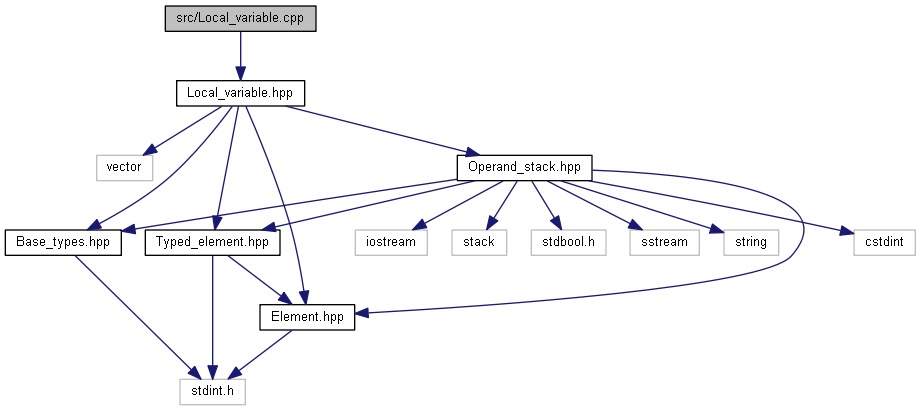 src/Local_variable.cpp
Local_variable.hpp
vector
Operand_stack.hpp
Base_types.hpp
Typed_element.hpp
iostream
stack
stdbool.h
sstream
string
cstdint
Element.hpp
stdint.h